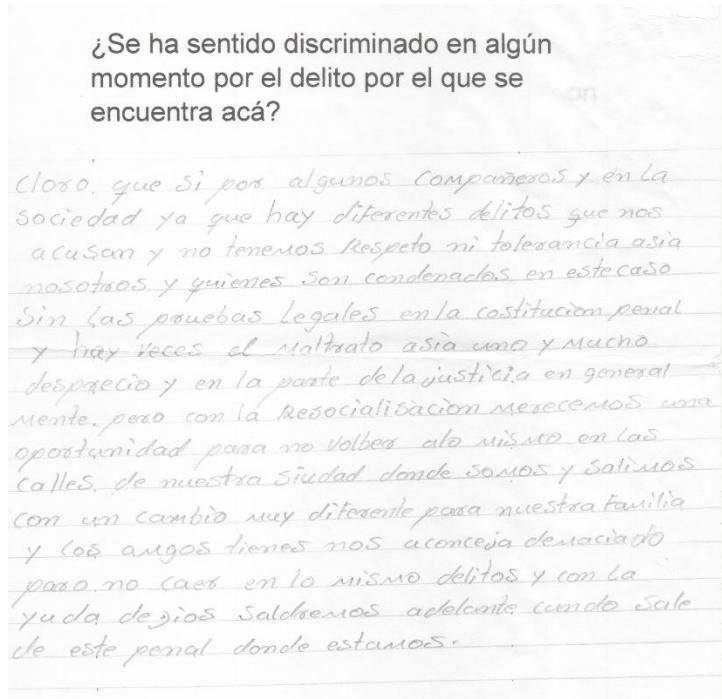 ¿Se ha sentido discriminado en algún
momento por el delito por el que se
encuentra acá?
Claro. que si por algunos compañeros y en la
sociedad ya que hay diferentes delitos que nos
acusan y no tenemos Respeto ni tolerancia asia
nosotros y quienes son condenados en este caso
sin las pruebas legales en la costitucion penal
y hay veces el maltrato asia uno y mucho
desprecio y en la parte de la justicia en general
mente. pero con la Resocialisacion merecemos una
oportunidad para no volber alo mismo en las
calles. de nuestra siudad donde somos y salimos
con un cambio muy diferente para nuestra Familia
y los amgos tienes nos aconceja demaciado
para no caer en lo mismo delitos y con la
yuda de Dios saldremos adelante cundo sale
de este penal donde estamos.